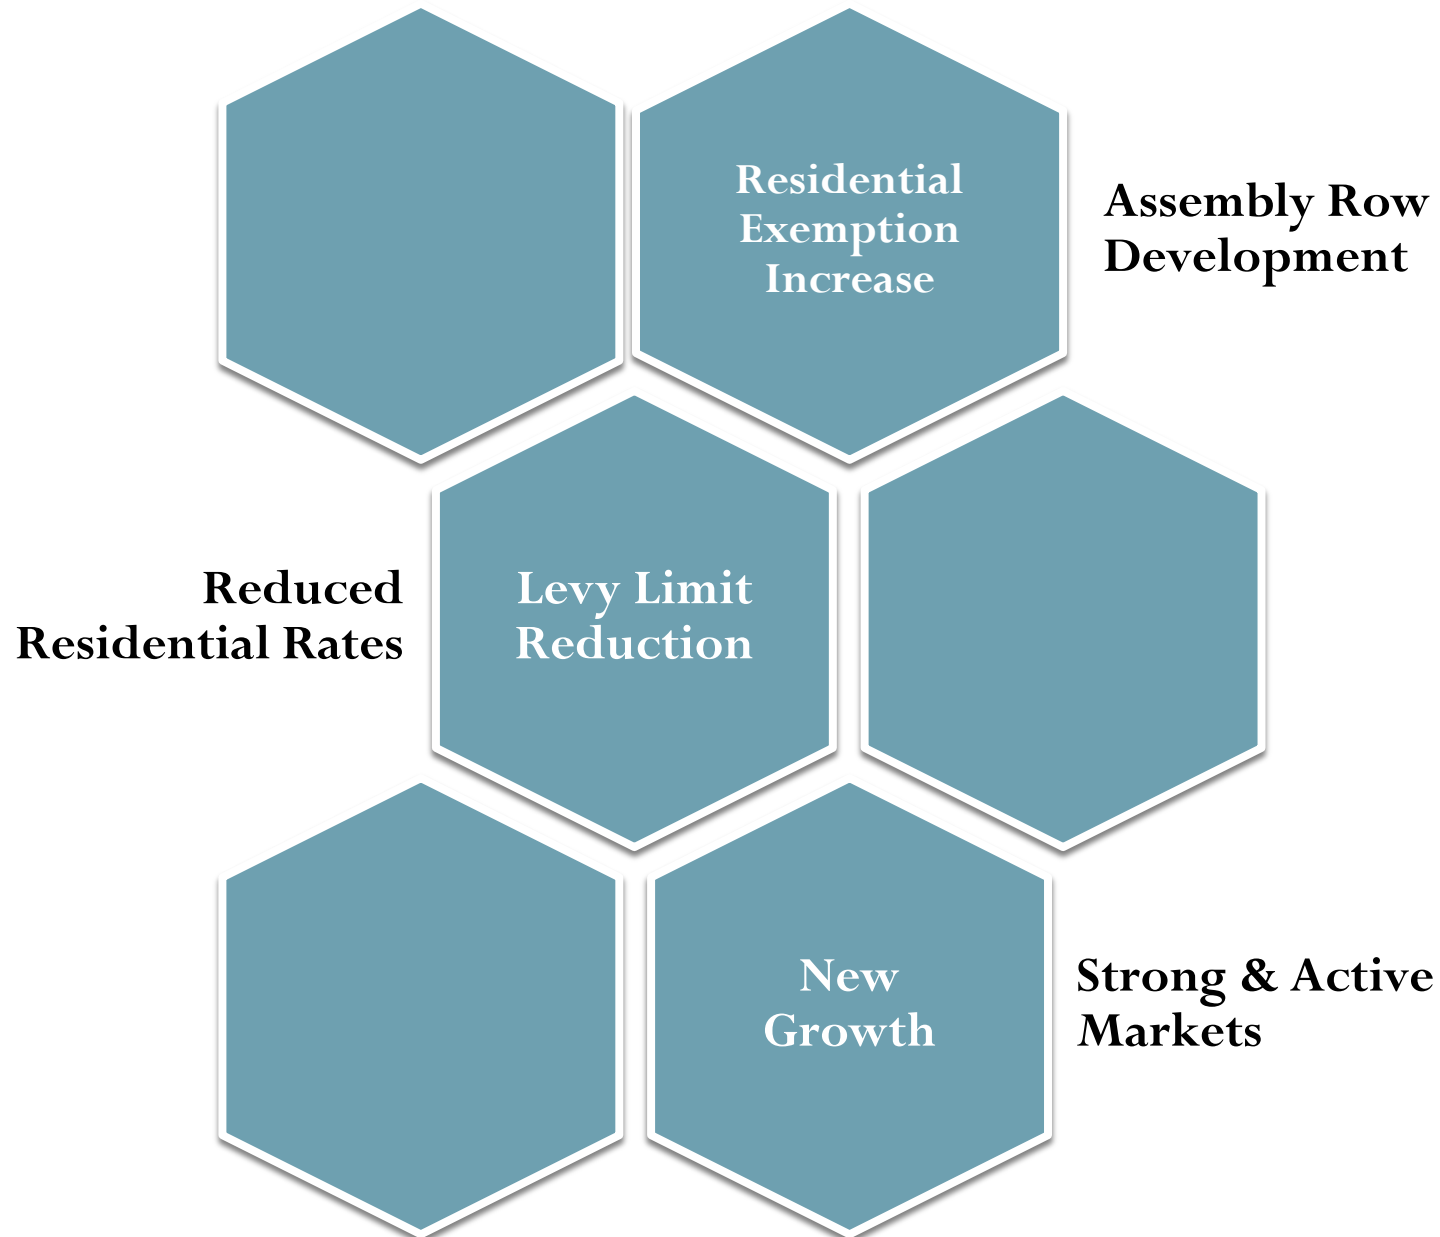 Residential
Exemption
Increase
Assembly Row
Development
Reduced
Residential Rates
Levy Limit
Reduction
New
Growth
Strong & Active
Markets